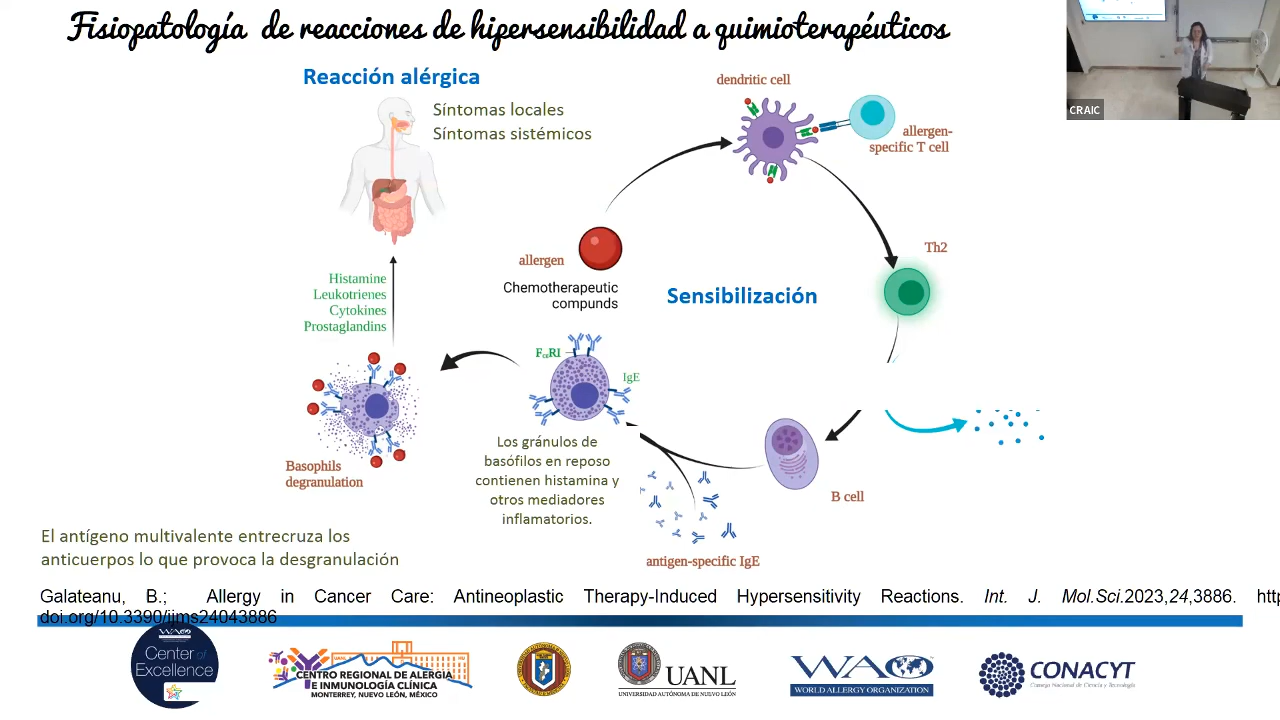 Fisiopatología de reacciones de hipersensibilidad a quimioterapéuticos
CRAIC
Reacción alérgica
Síntomas locales
Síntomas sistémicos
dendritic cell
allergen-
specific T cell
Th2
allergen
Chemotherapeutic
compunds
Sensibilización
Histamine
Leukotrienes
Cytokines
Prostaglandins
FεRI
IgE
Los gránulos de
basófilos en reposo
contienen histamina y
otros mediadores
inflamatorios.
Basophils
degranulation
B cell
antigen-specific IgE
El antígeno multivalente entrecruza los
anticuerpos lo que provoca la desgranulación
Galateanu, B.; Allergy in Cancer Care: Antineoplastic Therapy-Induced Hypersensitivity Reactions. Int. J. Mol.Sci.2023,24,3886. http
doi.org/10.3390/ijms24043886
WAO
Center of
Excellence
CENTRO REGIONAL DE ALERGIA
E INMUNOLOGÍA CLÍNICA
MONTERREY, NUEVO LEÓN, MÉXICO
UANL
UNIVERSIDAD AUTÓNOMA DE NUEVO LEÓN
WAO
WORLD ALLERGY ORGANIZATION
CONACYT
Consejo Nacional de Ciencia y Tecnología